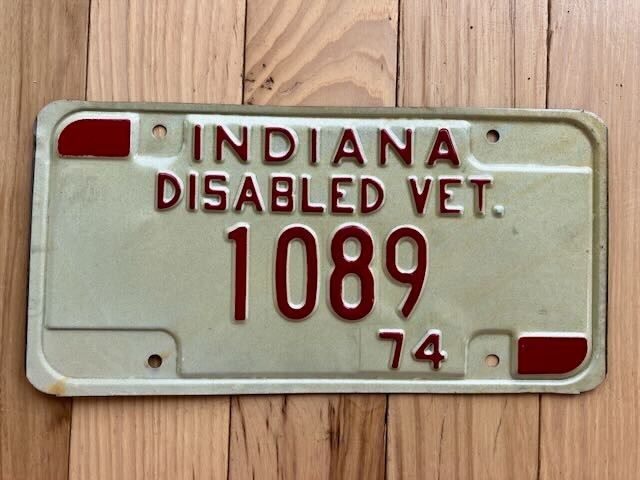 INDIANA
DISABLED VET.
1089
74